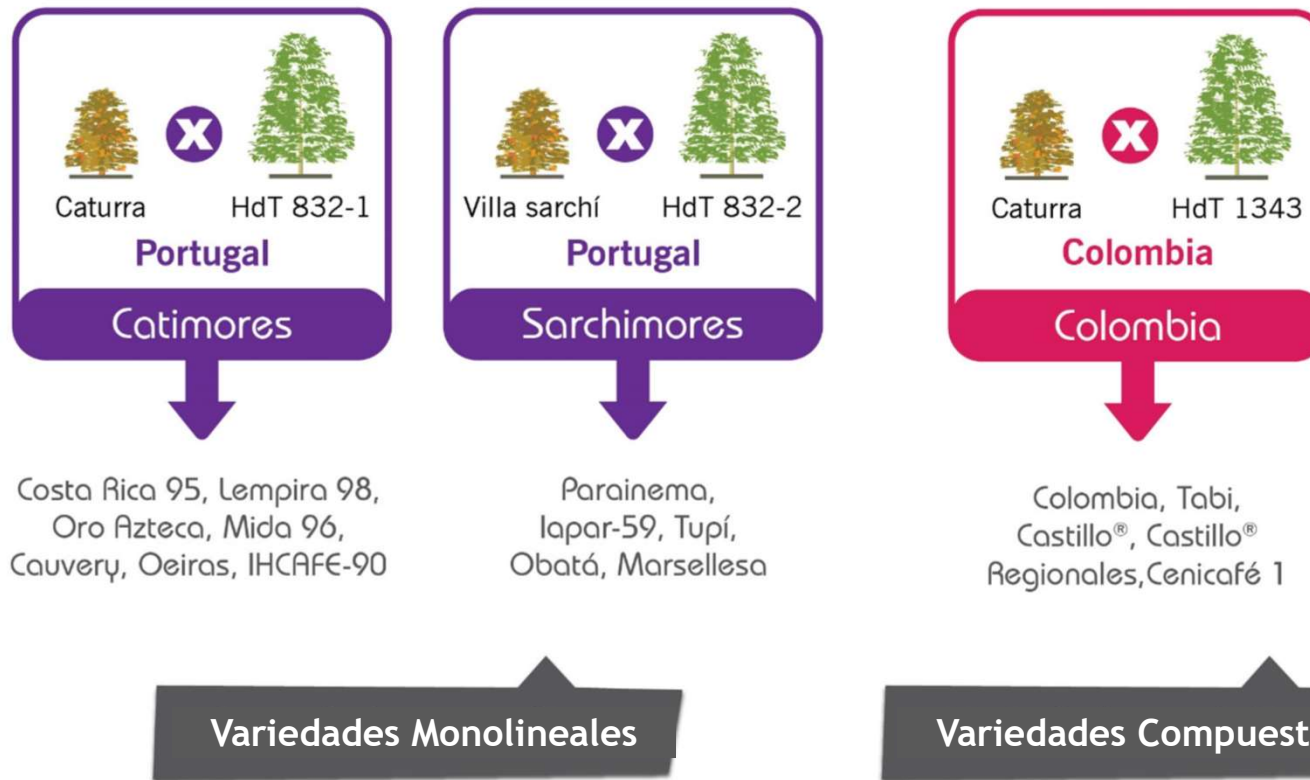 X
Caturra
HdT 832-1
Portugal
Catimores
Costa Rica 95, Lempira 98,
Oro Azteca, Mida 96,
Cauvery, Oeiras, IHCAFE-90
X
Villa sarchí
HdT 832-2
Portugal
Sarchimores
Parainema,
Iapar-59, Tupí,
Obatá, Marsellesa
Variedades Monolineales
X
Caturra
HdT 1343
Colombia
Colombia
Colombia, Tabi,
Castillo®, Castillo®
Regionales,Cenicafé 1
Variedades Compuest